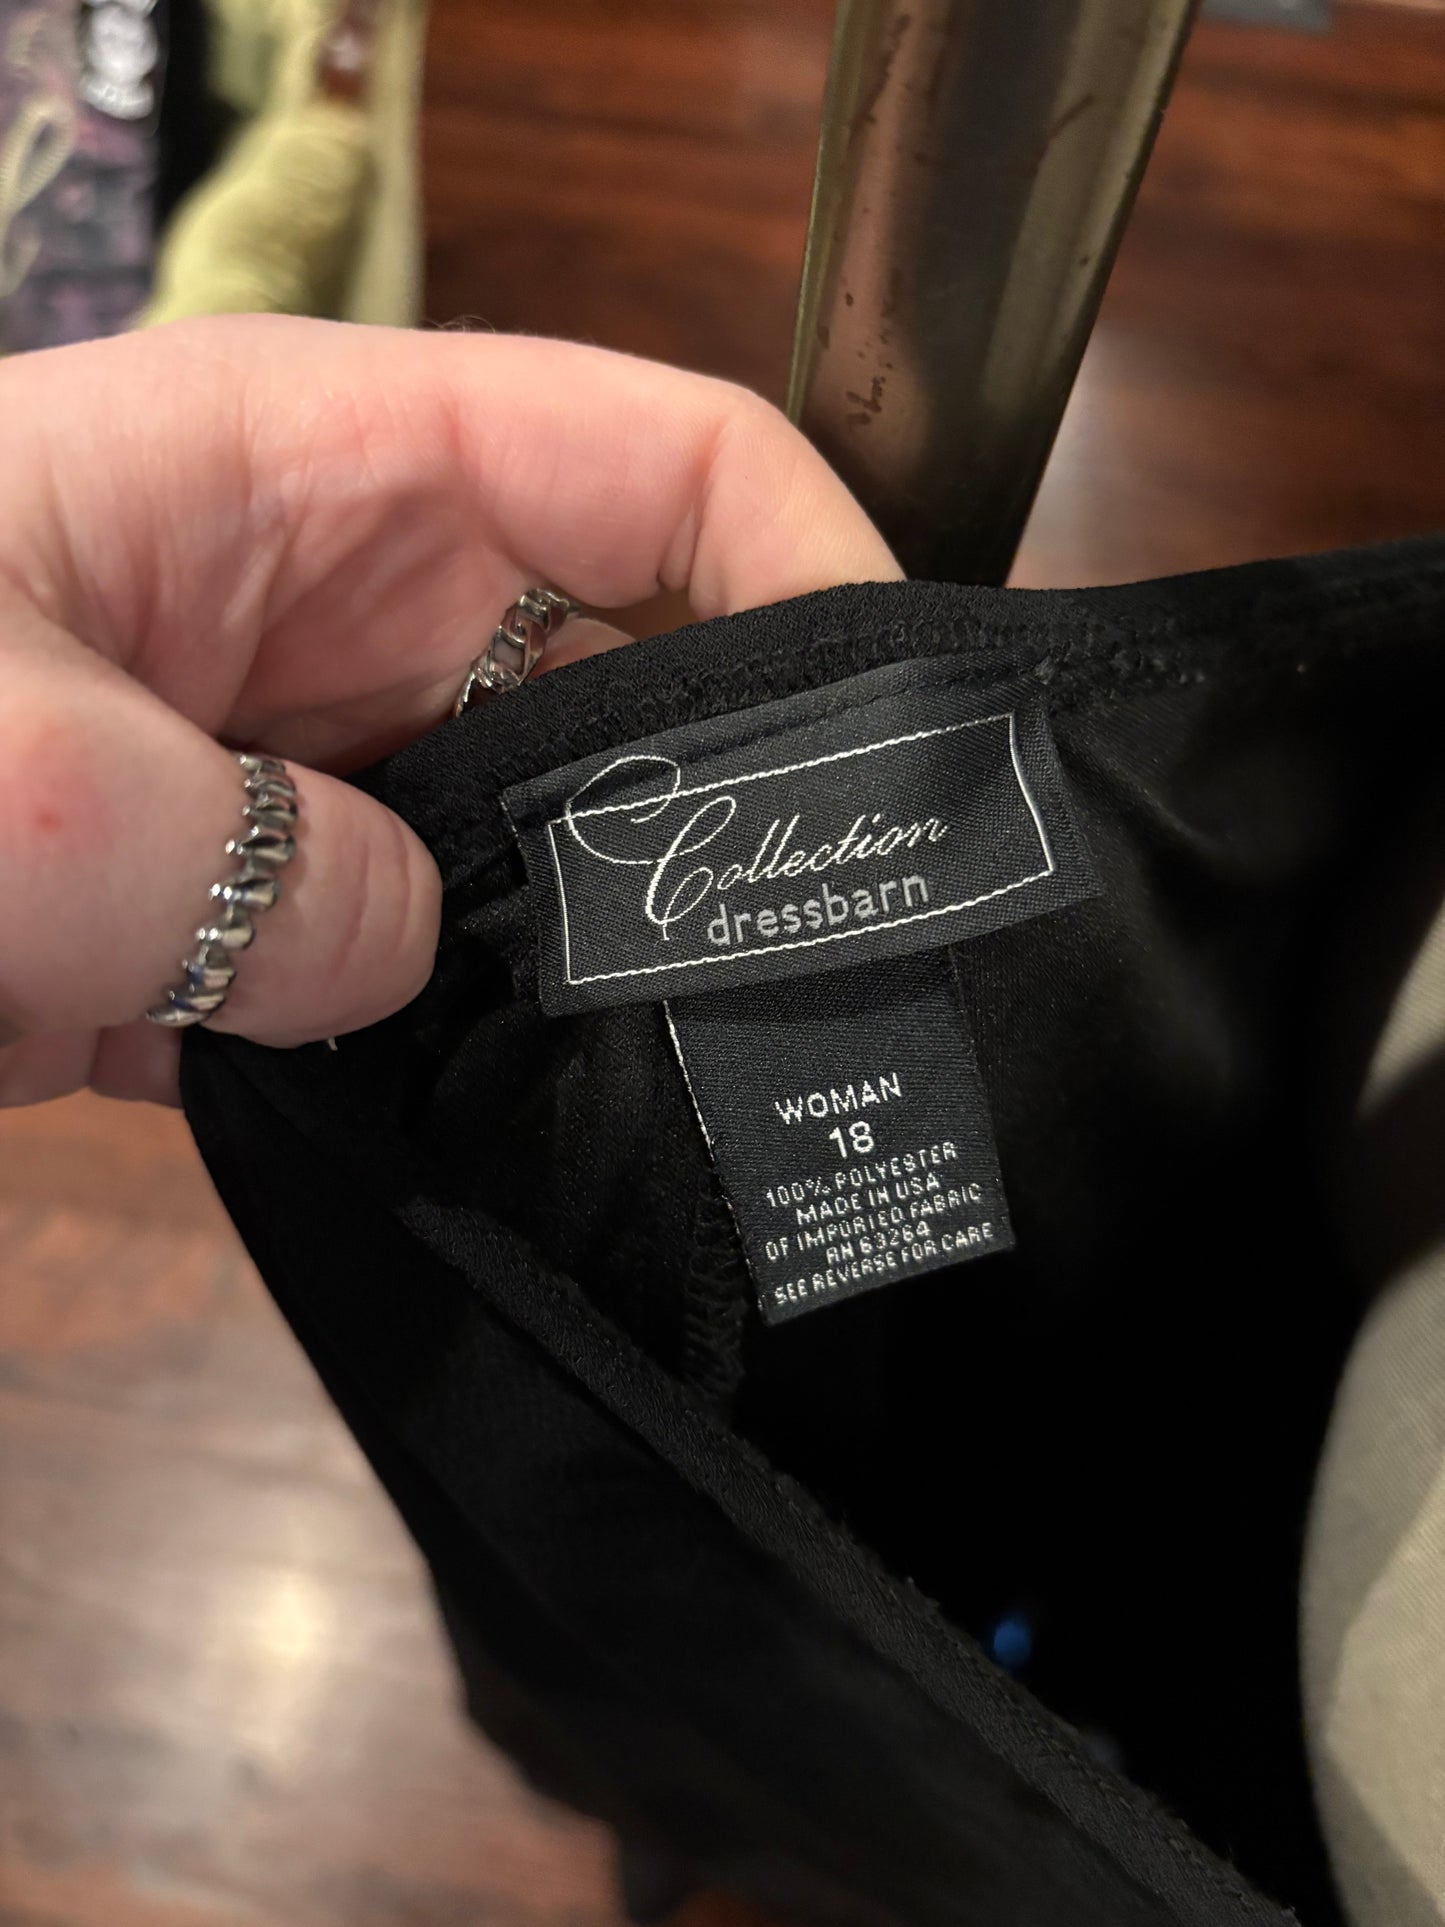 Collection
dressbarn
WOMAN
18
100% POLYESTER
MADE IN USA
OF IMPORTED FABRIC
RN 63264
SEE REVERSE FOR CARE